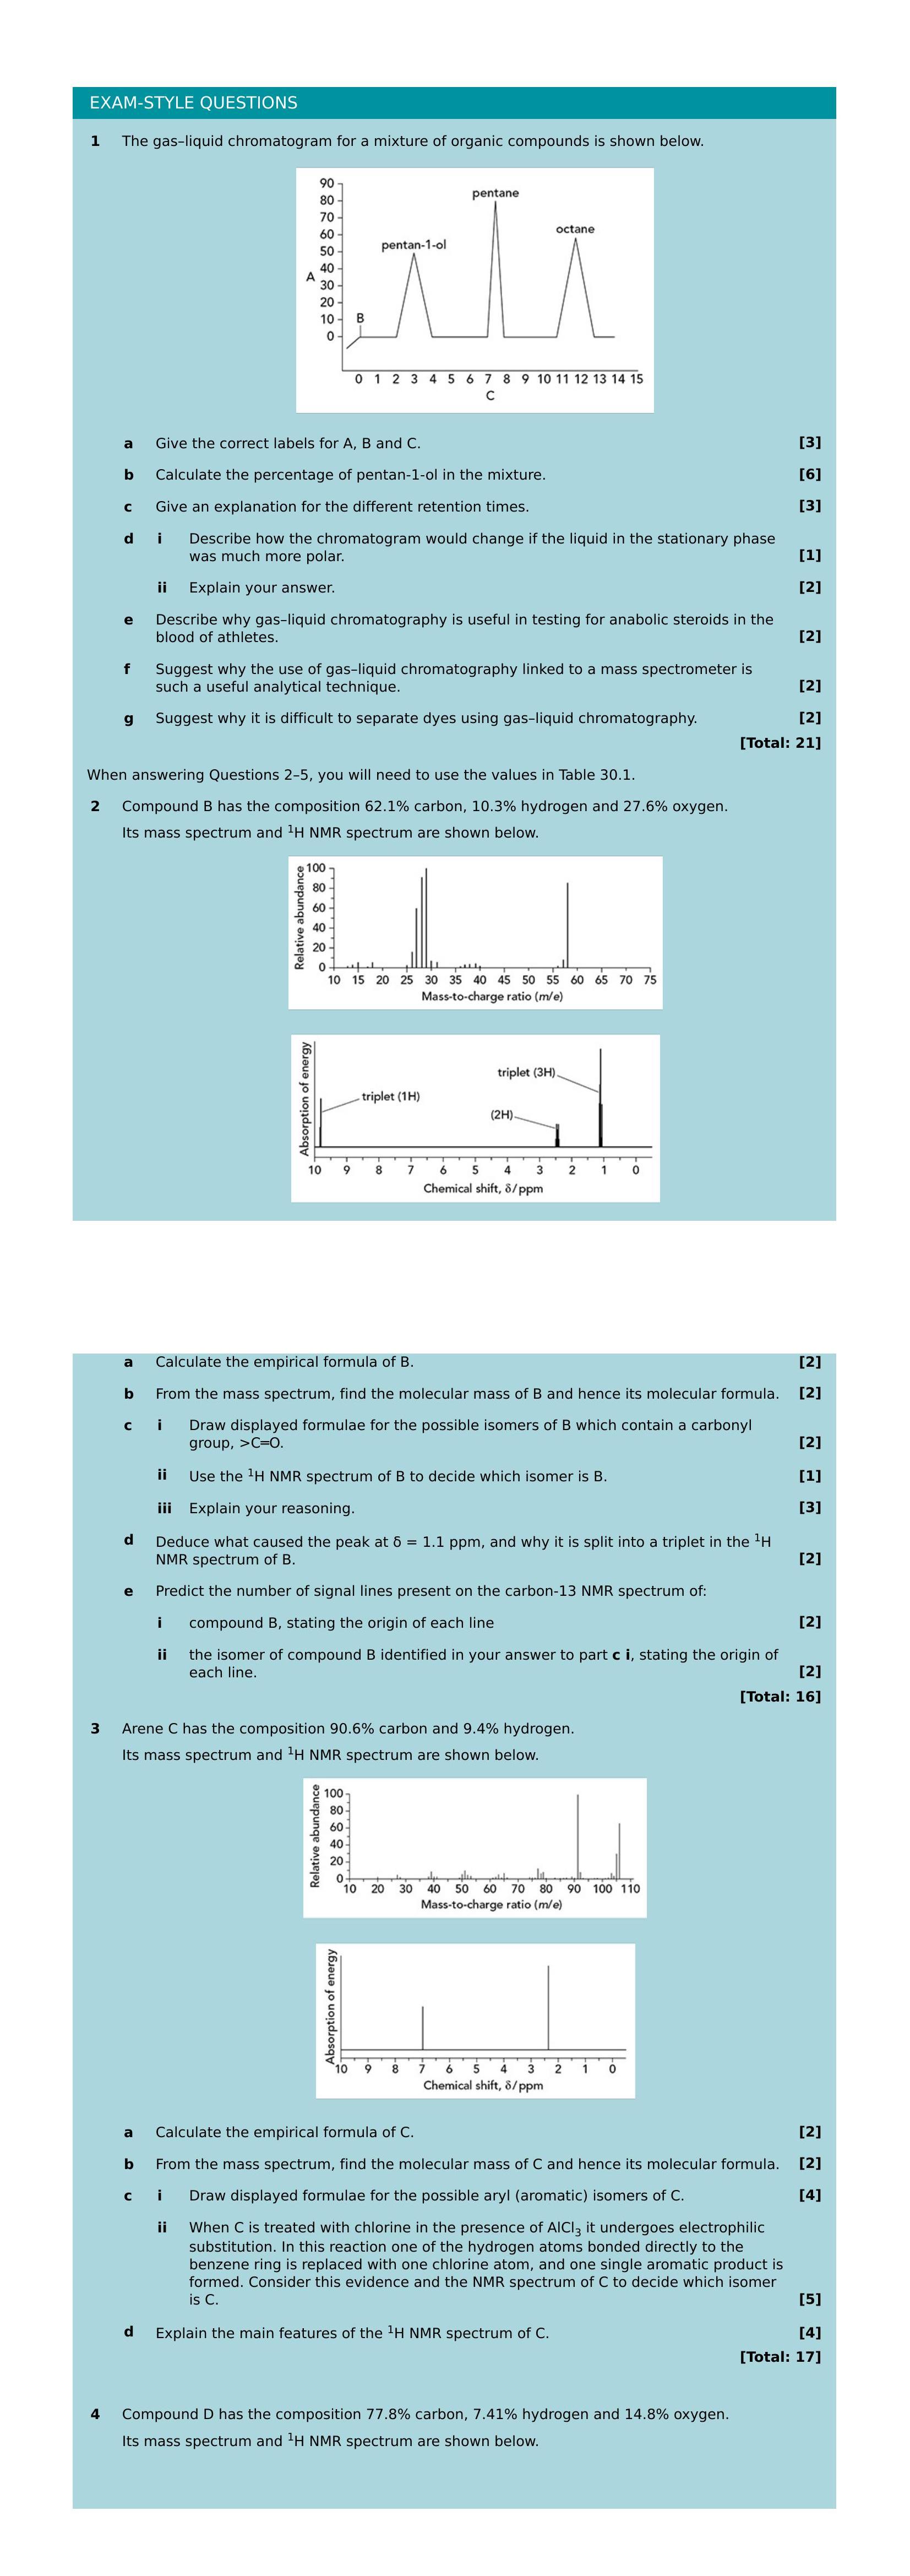 EXAM-STYLE QUESTIONS
1 The gas–liquid chromatogram for a mixture of organic compounds is shown below.
90
80
70
60
50
40
30
20
10
0
A
B
pentan-1-ol
pentane
octane
0 1 2 3 4 5 6 7 8 9 10 11 12 13 14 15
C
a Give the correct labels for A, B and C. [3]
b Calculate the percentage of pentan-1-ol in the mixture. [6]
c Give an explanation for the different retention times. [3]
d i Describe how the chromatogram would change if the liquid in the stationary phase
was much more polar. [1]
ii Explain your answer. [2]
e Describe why gas–liquid chromatography is useful in testing for anabolic steroids in the
blood of athletes. [2]
f Suggest why the use of gas–liquid chromatography linked to a mass spectrometer is
such a useful analytical technique. [2]
g Suggest why it is difficult to separate dyes using gas–liquid chromatography. [2]
[Total: 21]
When answering Questions 2–5, you will need to use the values in Table 30.1.
2 Compound B has the composition 62.1% carbon, 10.3% hydrogen and 27.6% oxygen.
Its mass spectrum and ¹H NMR spectrum are shown below.
Relative abundance
100
80
60
40
20
0
10 15 20 25 30 35 40 45 50 55 60 65 70 75
Mass-to-charge ratio (m/e)
Absorption of energy
triplet (1H)
(2H)
triplet (3H)
10 9 8 7 6 5 4 3 2 1 0
Chemical shift, δ/ppm
a Calculate the empirical formula of B. [2]
b From the mass spectrum, find the molecular mass of B and hence its molecular formula. [2]
c i Draw displayed formulae for the possible isomers of B which contain a carbonyl
group, >C=O. [2]
ii Use the ¹H NMR spectrum of B to decide which isomer is B. [1]
iii Explain your reasoning. [3]
d Deduce what caused the peak at δ = 1.1 ppm, and why it is split into a triplet in the ¹H
NMR spectrum of B. [2]
e Predict the number of signal lines present on the carbon-13 NMR spectrum of:
i compound B, stating the origin of each line [2]
ii the isomer of compound B identified in your answer to part c i, stating the origin of
each line. [2]
[Total: 16]
3 Arene C has the composition 90.6% carbon and 9.4% hydrogen.
Its mass spectrum and ¹H NMR spectrum are shown below.
Relative abundance
100
80
60
40
20
0
10 20 30 40 50 60 70 80 90 100 110
Mass-to-charge ratio (m/e)
Absorption of energy
10 9 8 7 6 5 4 3 2 1 0
Chemical shift, δ/ppm
a Calculate the empirical formula of C. [2]
b From the mass spectrum, find the molecular mass of C and hence its molecular formula. [2]
c i Draw displayed formulae for the possible aryl (aromatic) isomers of C. [4]
ii When C is treated with chlorine in the presence of AlCl₃ it undergoes electrophilic
substitution. In this reaction one of the hydrogen atoms bonded directly to the
benzene ring is replaced with one chlorine atom, and one single aromatic product is
formed. Consider this evidence and the NMR spectrum of C to decide which isomer
is C. [5]
d Explain the main features of the ¹H NMR spectrum of C. [4]
[Total: 17]
4 Compound D has the composition 77.8% carbon, 7.41% hydrogen and 14.8% oxygen.
Its mass spectrum and ¹H NMR spectrum are shown below.